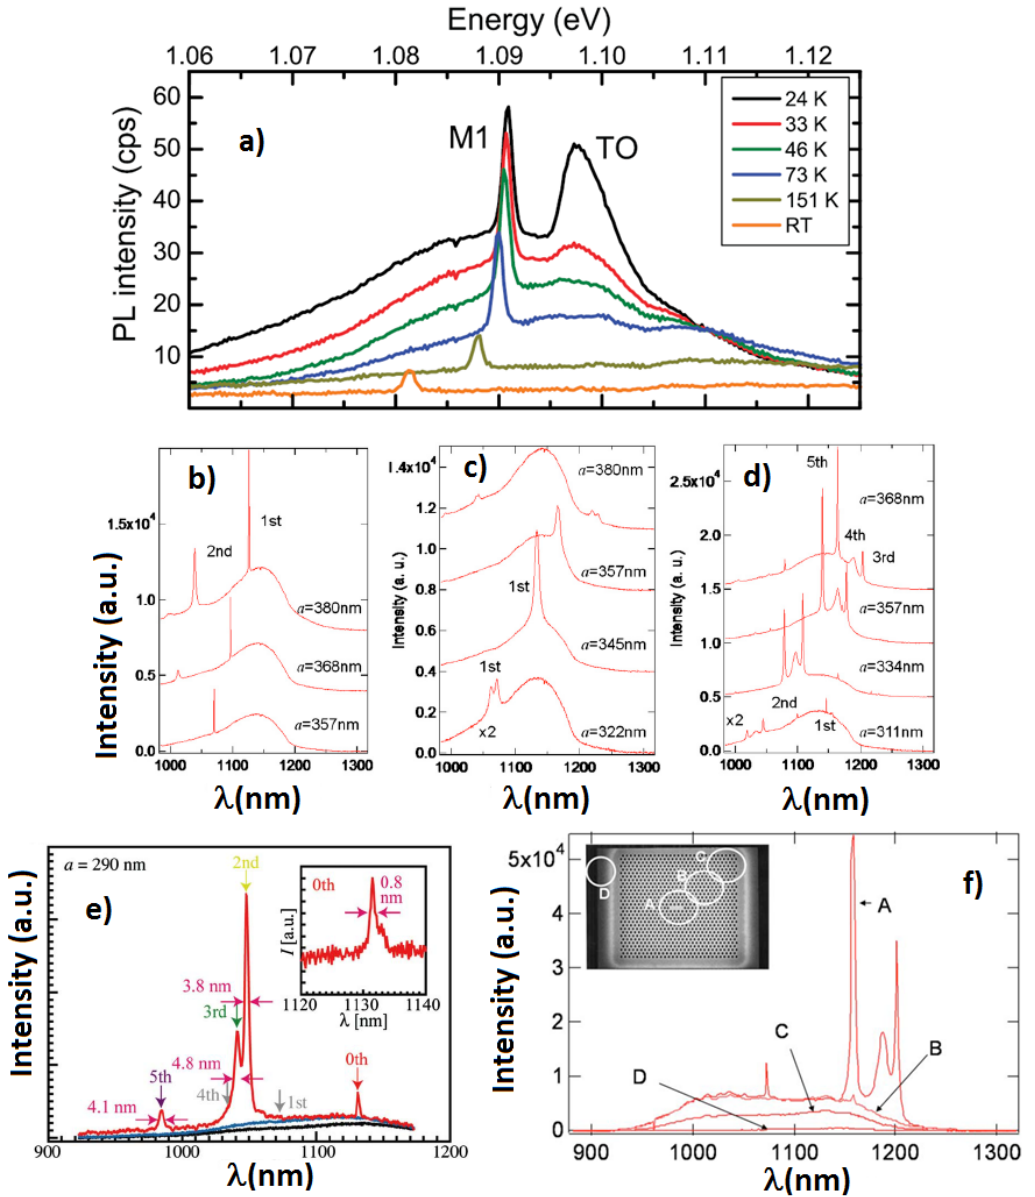 Energy (eV)
1.06 1.07 1.08 1.09 1.10 1.11 1.12
PL intensity (cps)
60
50
40
30
20
10
a)
M1
TO
24 K
33 K
46 K
73 K
151 K
RT
Intensity (a.u.)
b)
1.5x10⁴
1.0
0.5
0.0
2nd
1st
a=380nm
a=368nm
a=357nm
1000 1100 1200 1300
λ(nm)
c)
Intensity (a. u.)
1.4x10⁴
1.2
1.0
0.8
0.6
0.4
0.2
0.0
a=380nm
a=357nm
1st
a=345nm
1st
x2
a=322nm
1000 1100 1200 1300
λ(nm)
d)
Intensity (a. u.)
2.5x10⁴
2.0
1.5
1.0
0.5
0.0
5th
a=368nm
4th
3rd
a=357nm
a=334nm
x2
2nd
1st
a=311nm
1000 1100 1200 1300
λ(nm)
Intensity (a.u.)
a = 290 nm
e)
2nd
3.8 nm
3rd
4.8 nm
5th
4.1 nm
4th
1st
0th
0th
0.8
nm
I [a.u.]
1120 1130 1140
λ [nm]
900 1000 1100 1200
λ(nm)
Intensity (a.u.)
f)
5x10⁴
4
3
2
1
0
A
B
C
D
A
B
C
D
900 1000 1100 1200 1300
λ(nm)